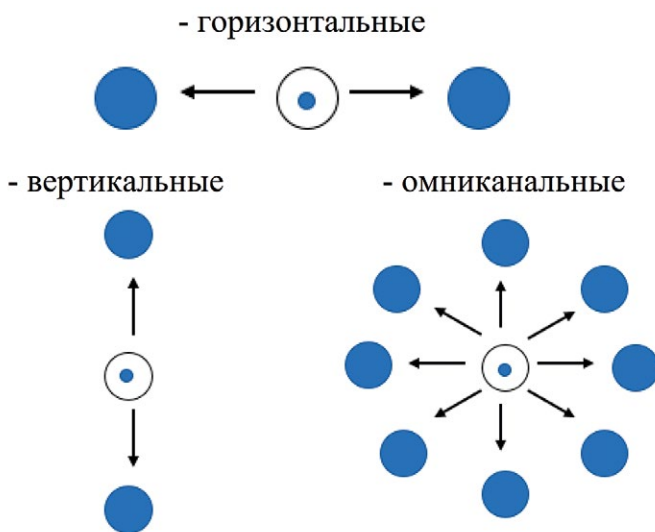 - горизонтальные
- вертикальные
- омниканальные